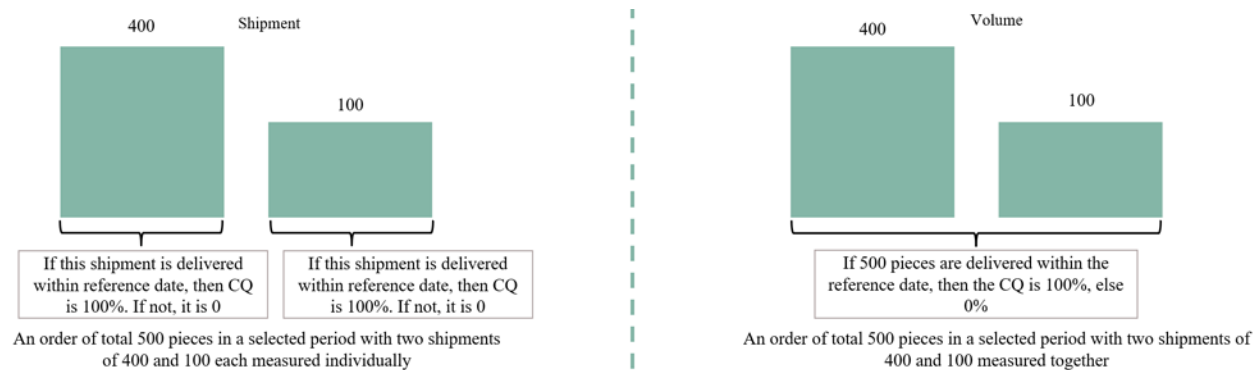 Shipment
400
100
If this shipment is delivered
within reference date, then CQ
is 100%. If not, it is 0
If this shipment is delivered
within reference date, then CQ
is 100%. If not, it is 0
An order of total 500 pieces in a selected period with two shipments
of 400 and 100 each measured individually
Volume
400
100
If 500 pieces are delivered within the
reference date, then the CQ is 100%, else
0%
An order of total 500 pieces in a selected period with two shipments of
400 and 100 measured together